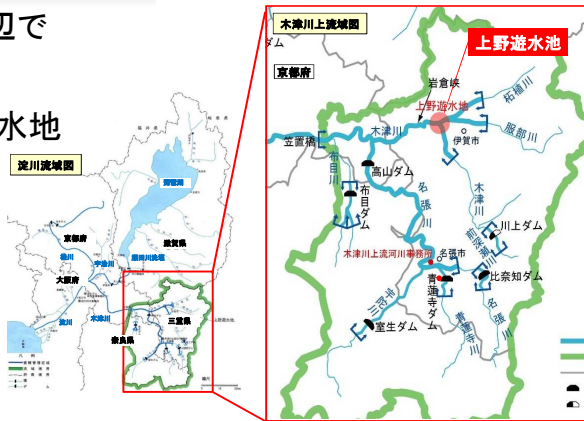 辺で
水地
淀川流域図
琵琶湖
京都府
滋賀県
桂川
宇治川
瀬田川洗堰
大阪府
淀川
木津川
三重県
奈良県
木津川上流域図
ダム
京都府
上野遊水池
岩倉峡
上野遊水地
柘植川
服部川
伊賀市
木津川
笠置橋
布目川
高山ダム
布目ダム
名張川
木津川
前深瀬川
川上ダム
木津川上流河川事務所
名張市
比奈知ダム
青蓮寺ダム
宇陀川
名張川
青蓮寺川
室生ダム